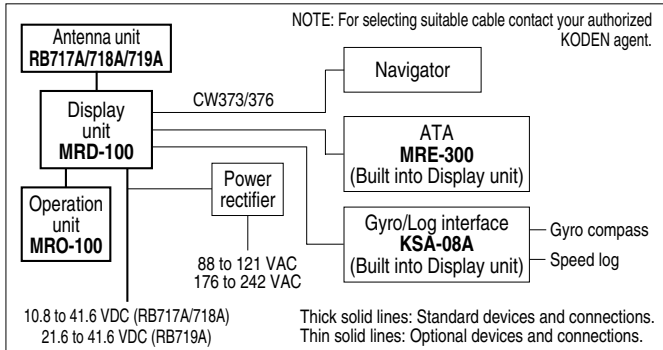 NOTE: For selecting suitable cable contact your authorized
KODEN agent.
Antenna unit
RB717A/718A/719A
Navigator
CW373/376
Display
unit
MRD-100
ATA
MRE-300
(Built into Display unit)
Power
rectifier
Operation
unit
MRO-100
Gyro/Log interface
KSA-08A
(Built into Display unit)
Gyro compass
Speed log
88 to 121 VAC
176 to 242 VAC
10.8 to 41.6 VDC (RB717A/718A)
21.6 to 41.6 VDC (RB719A)
Thick solid lines: Standard devices and connections.
Thin solid lines: Optional devices and connections.